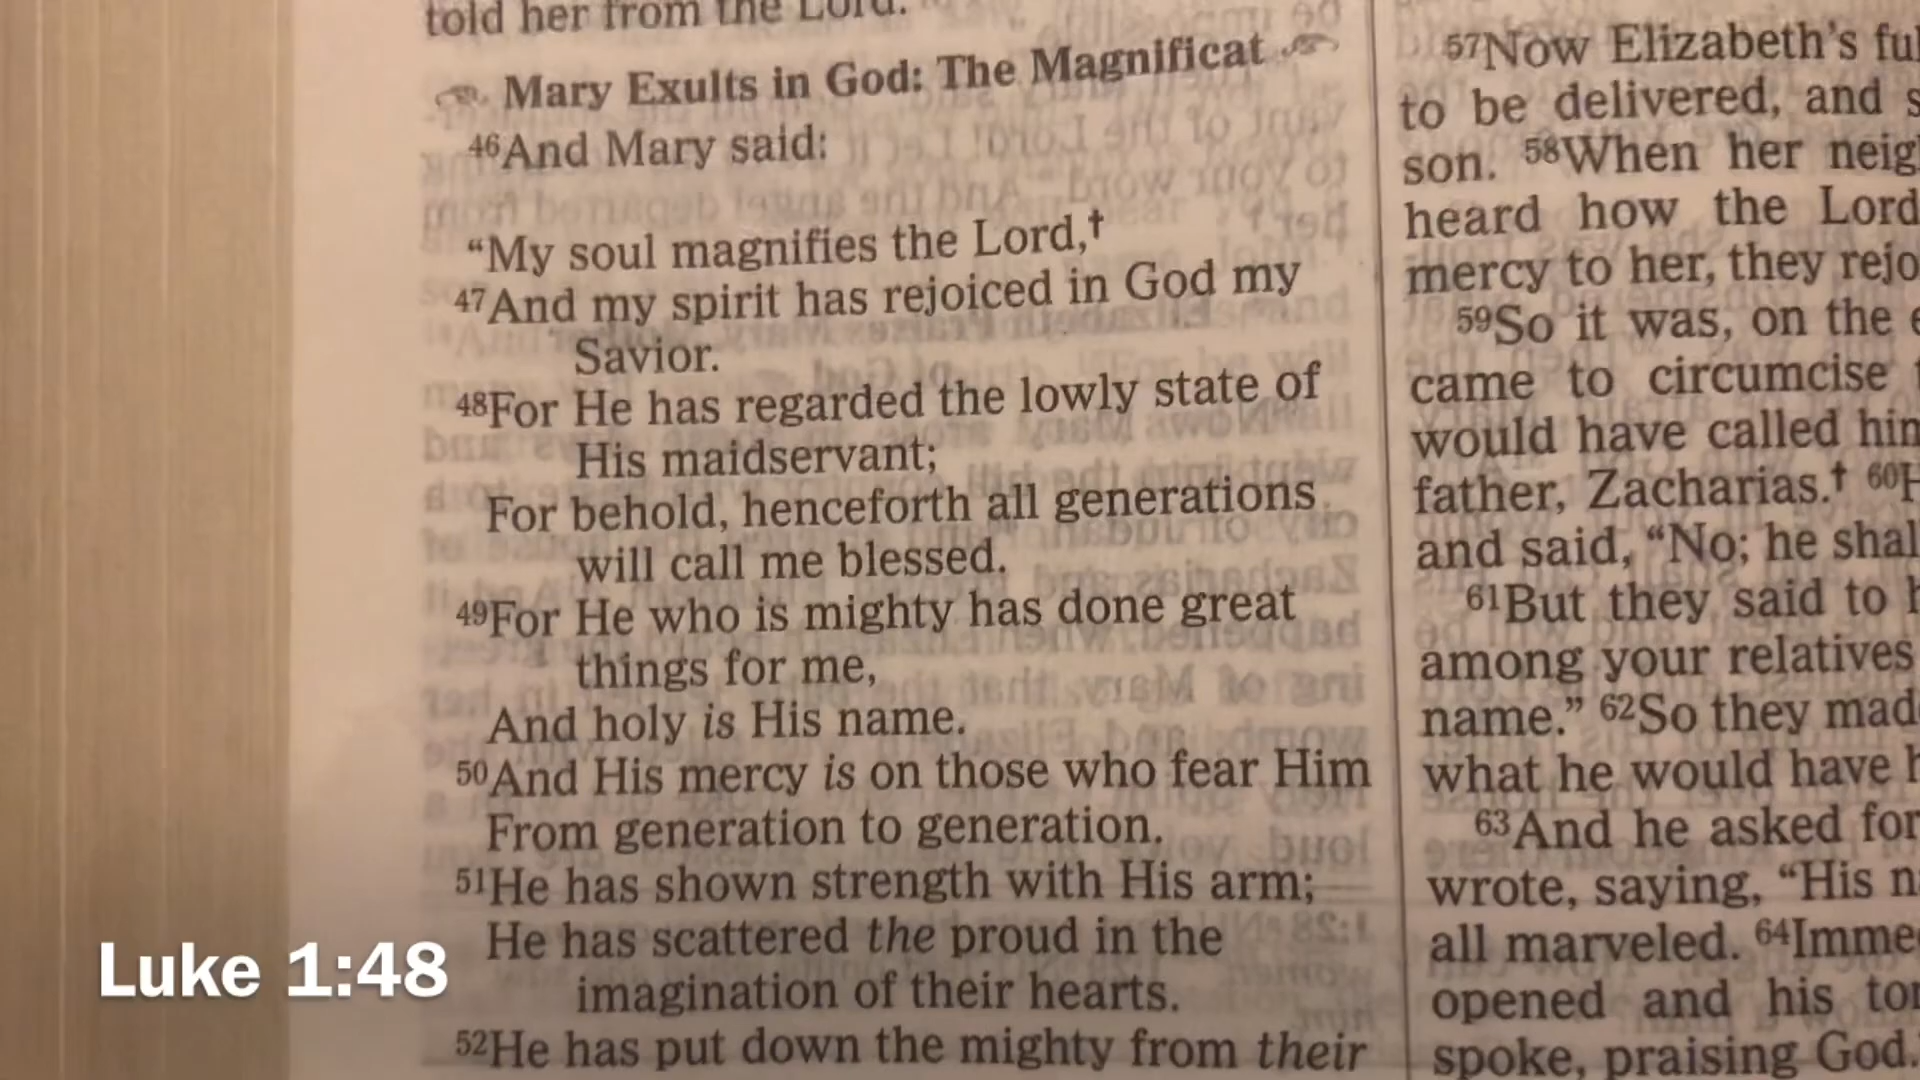 told her from the Lord.
Mary Exults in God: The Magnificat
46And Mary said:
“My soul magnifies the Lord,†
47And my spirit has rejoiced in God my
Savior.
48For He has regarded the lowly state of
His maidservant;
For behold, henceforth all generations
will call me blessed.
49For He who is mighty has done great
things for me,
And holy is His name.
50And His mercy is on those who fear Him
From generation to generation.
51He has shown strength with His arm;
He has scattered the proud in the
imagination of their hearts.
52He has put down the mighty from their
57Now Elizabeth’s
to be delivered, and
son. 58When her
heard how the Lord
mercy to her, they
59So it was, on the
came to circumcise
would have called
father, Zacharias.† 60
and said, “No; he
61But they said to
among your relatives
name.” 62So they
what he would have
63And he asked for
wrote, saying, “His
all marveled. 64
opened and his
spoke, praising God.
Luke 1:48